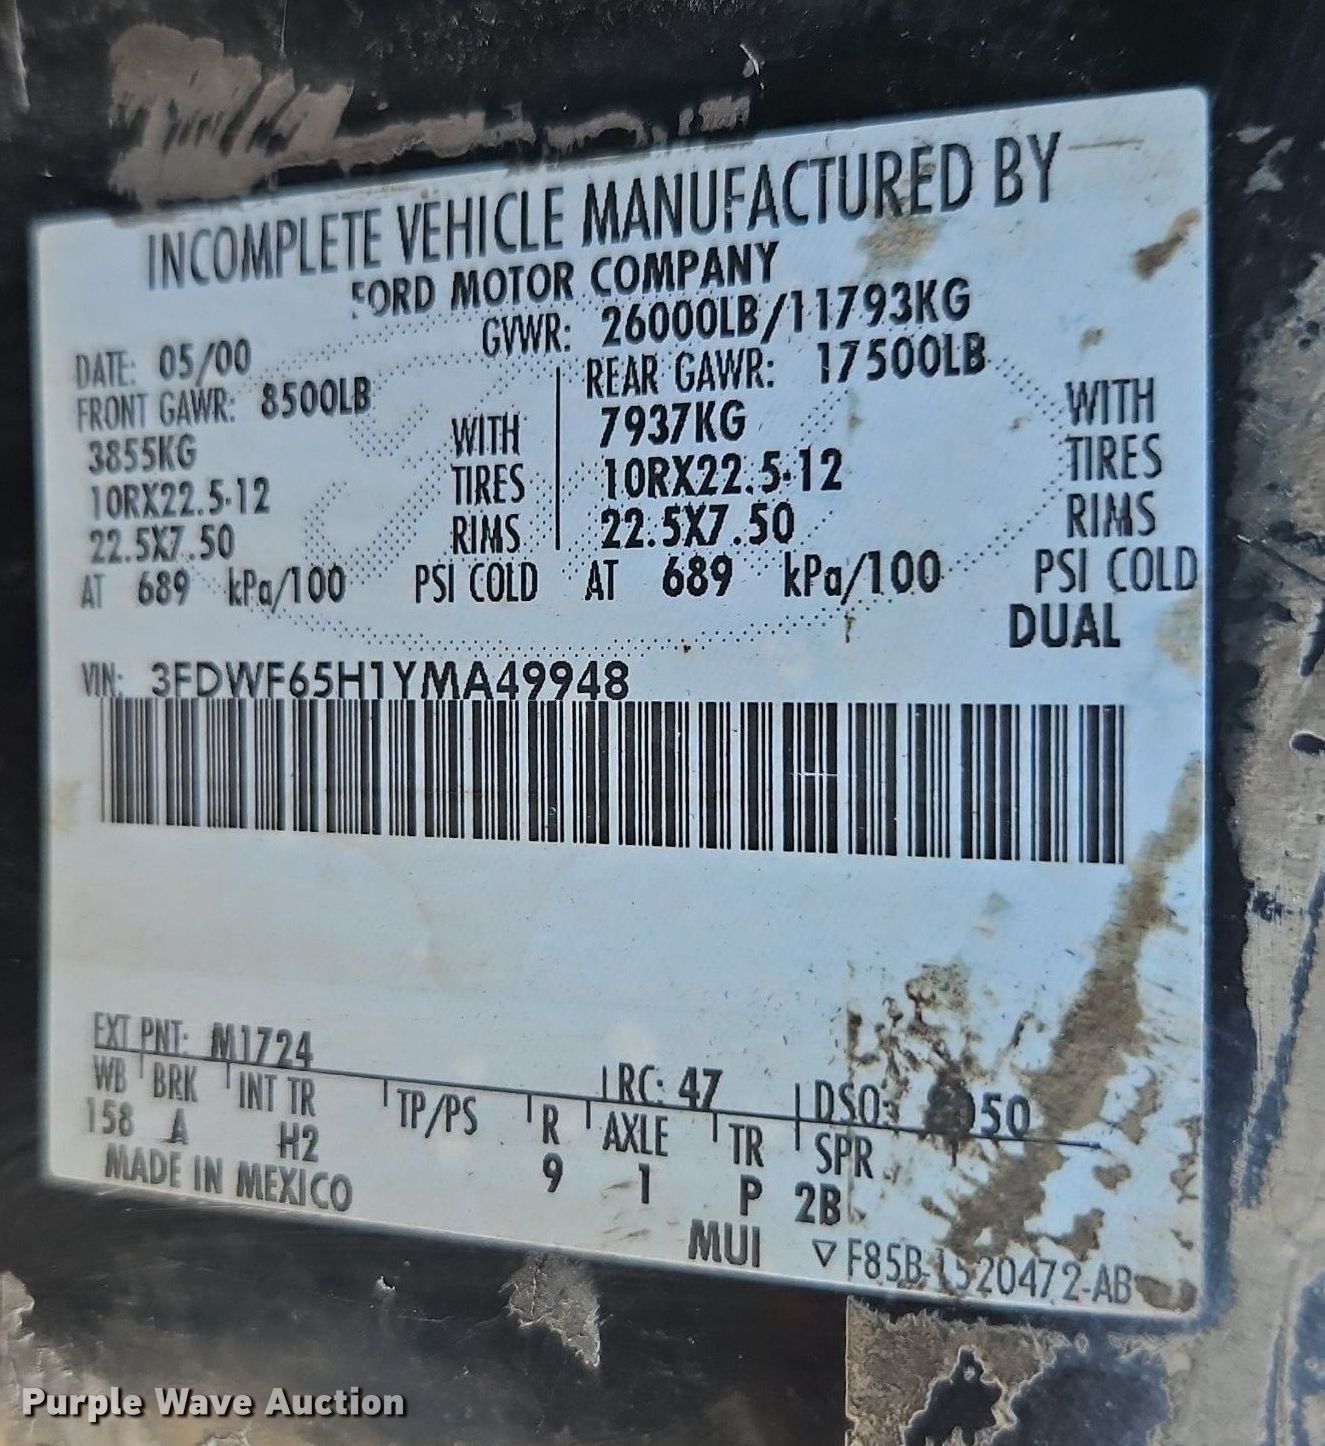 INCOMPLETE VEHICLE MANUFACTURED BY
FORD MOTOR COMPANY
DATE: 05/00 GVWR: 26000LB/11793KG
FRONT GAWR: 8500LB REAR GAWR: 17500LB
3855KG WITH 7937KG WITH
10RX22.5-12 TIRES 10RX22.5-12 TIRES
22.5X7.50 RIMS 22.5X7.50 RIMS
AT 689 kPa/100 PSI COLD AT 689 kPa/100 PSI COLD
DUAL
VIN: 3FDWF65H1YMA49948
EXT PNT: M1724 RC: 47 DSO:
WB BRK INT TR TP/PS R AXLE TR SPR
158 A H2 9 1 P 2B
MADE IN MEXICO MUI ▽ F85B-1520472-AB
Purple Wave Auction